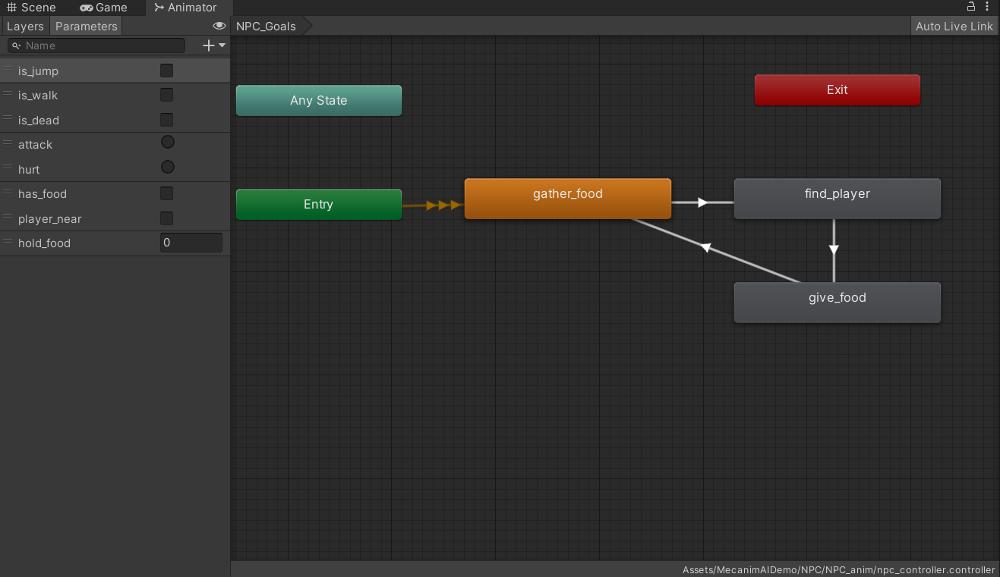 Scene Game Animator
Layers Parameters NPC_Goals Auto Live Link
Name
is_jump
is_walk
is_dead
attack
hurt
has_food
player_near
hold_food 0
Any State
Exit
Entry
gather_food
find_player
give_food
Assets/MecanimAIDemo/NPC/NPC_anim/npc_controller.controller